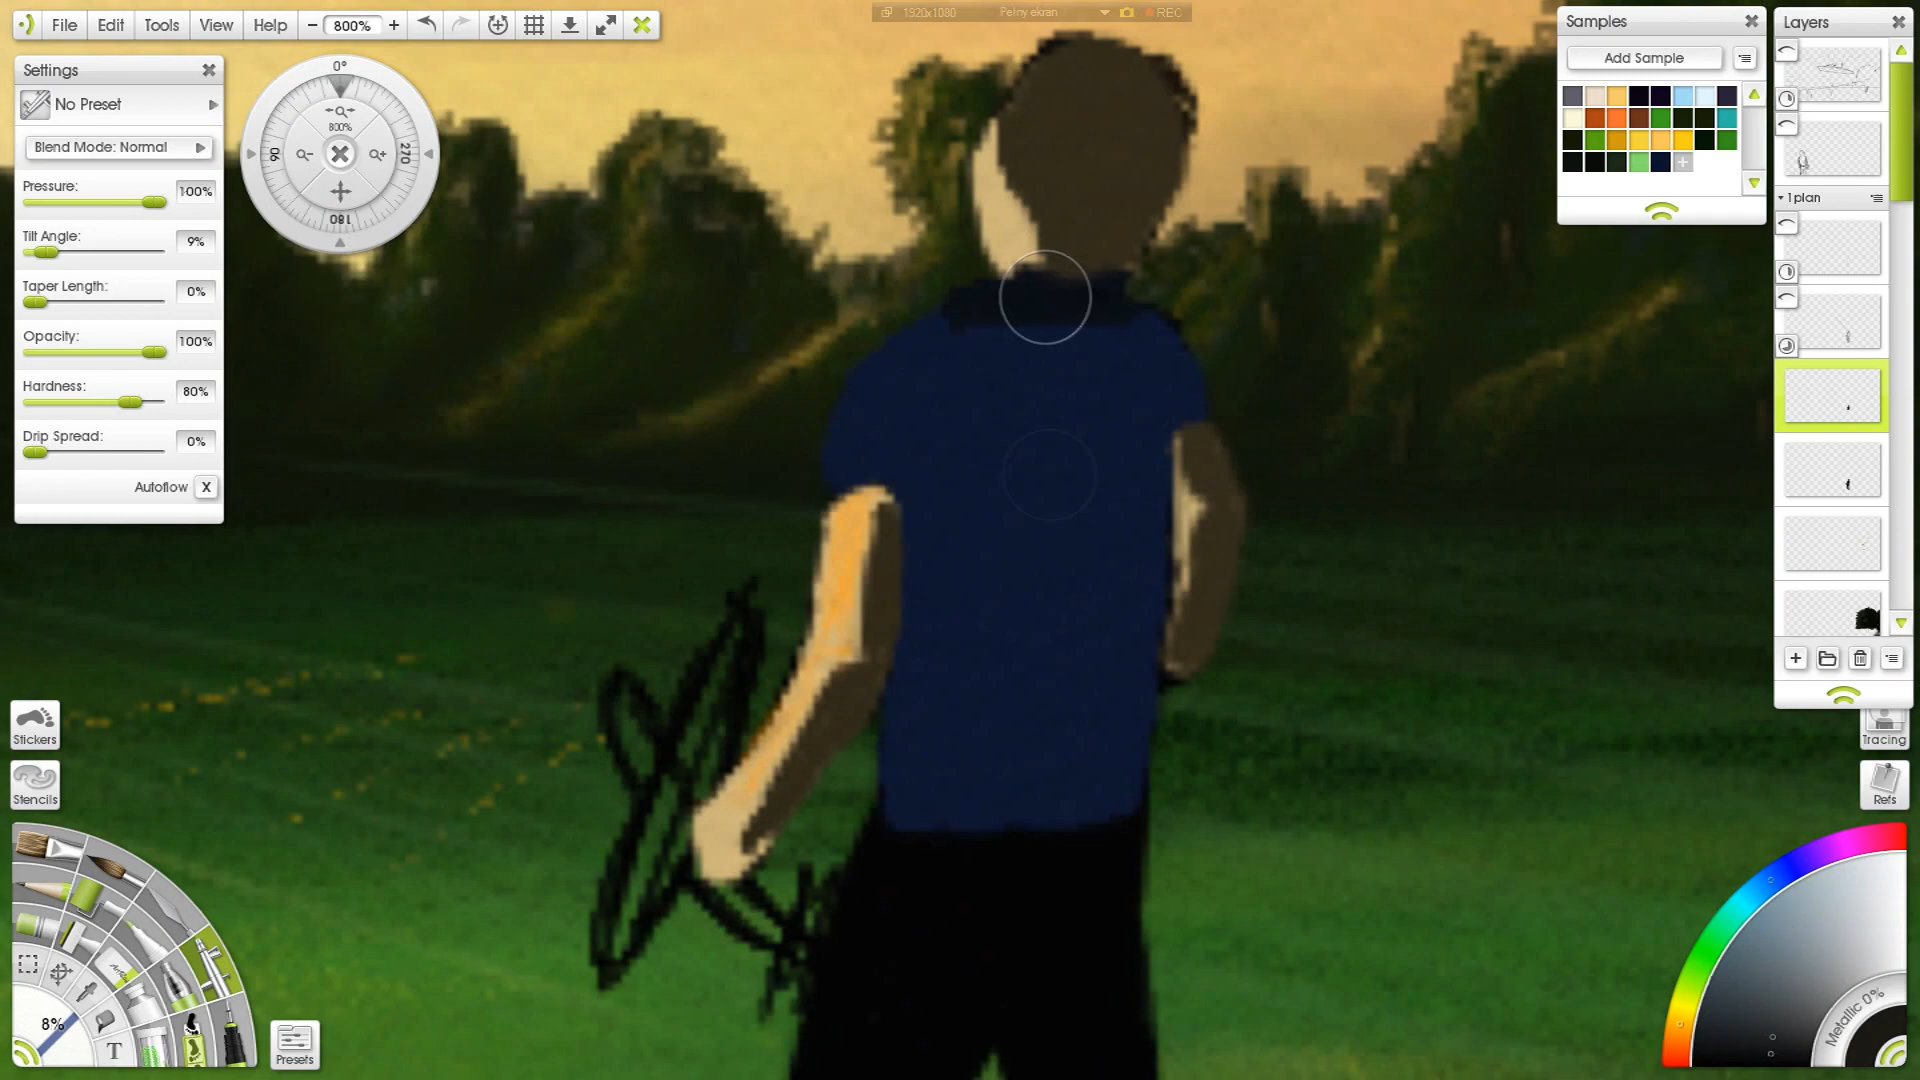 File Edit Tools View Help − 800% +
1920x1080 Pełny ekran REC
Samples
Add Sample
Layers
1 plan
Settings
No Preset
Blend Mode: Normal
Pressure: 100%
Tilt Angle: 9%
Taper Length: 0%
Opacity: 100%
Hardness: 80%
Drip Spread: 0%
Autoflow X
0°
800%
90
270
180
Stickers
Stencils
8%
T
Presets
Tracing
Refs
Metallic 0%